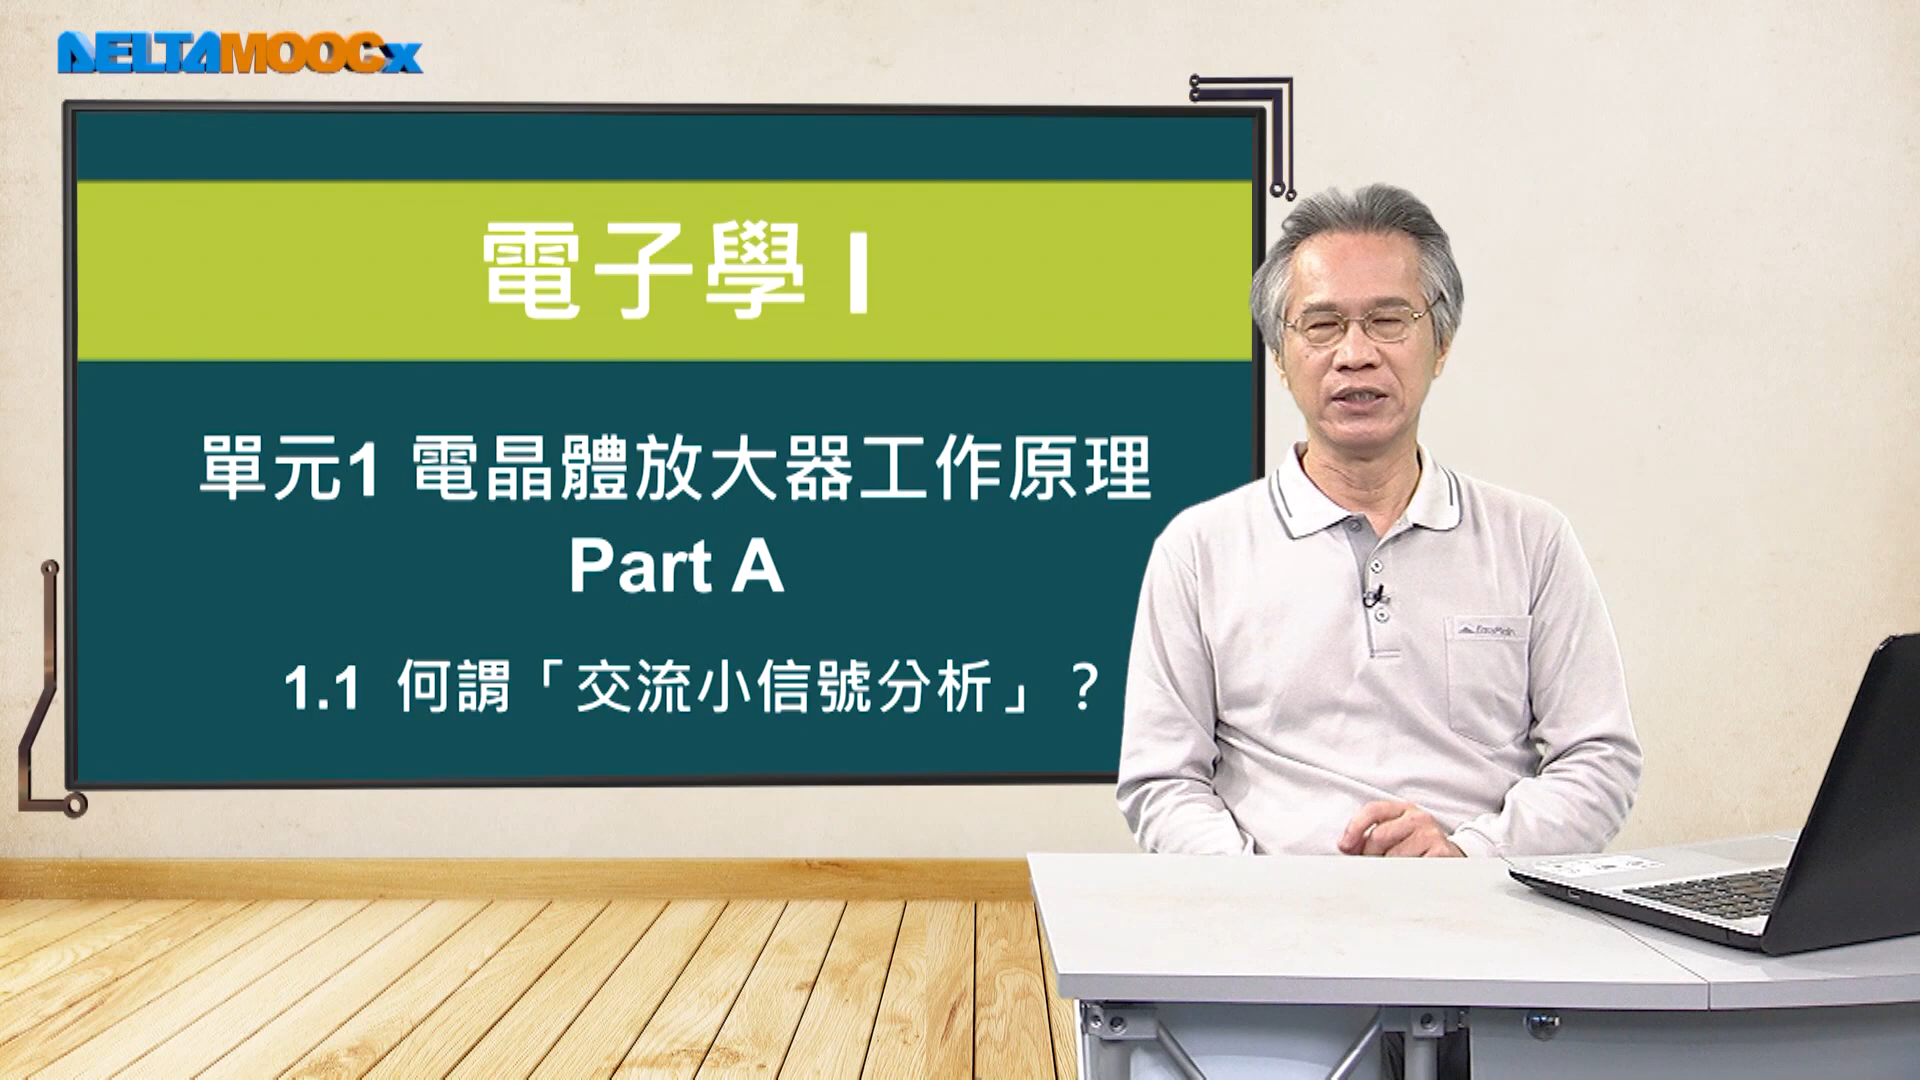 DELTAMOOCx
電子學 I
單元1 電晶體放大器工作原理
Part A
1.1 何謂「交流小信號分析」？